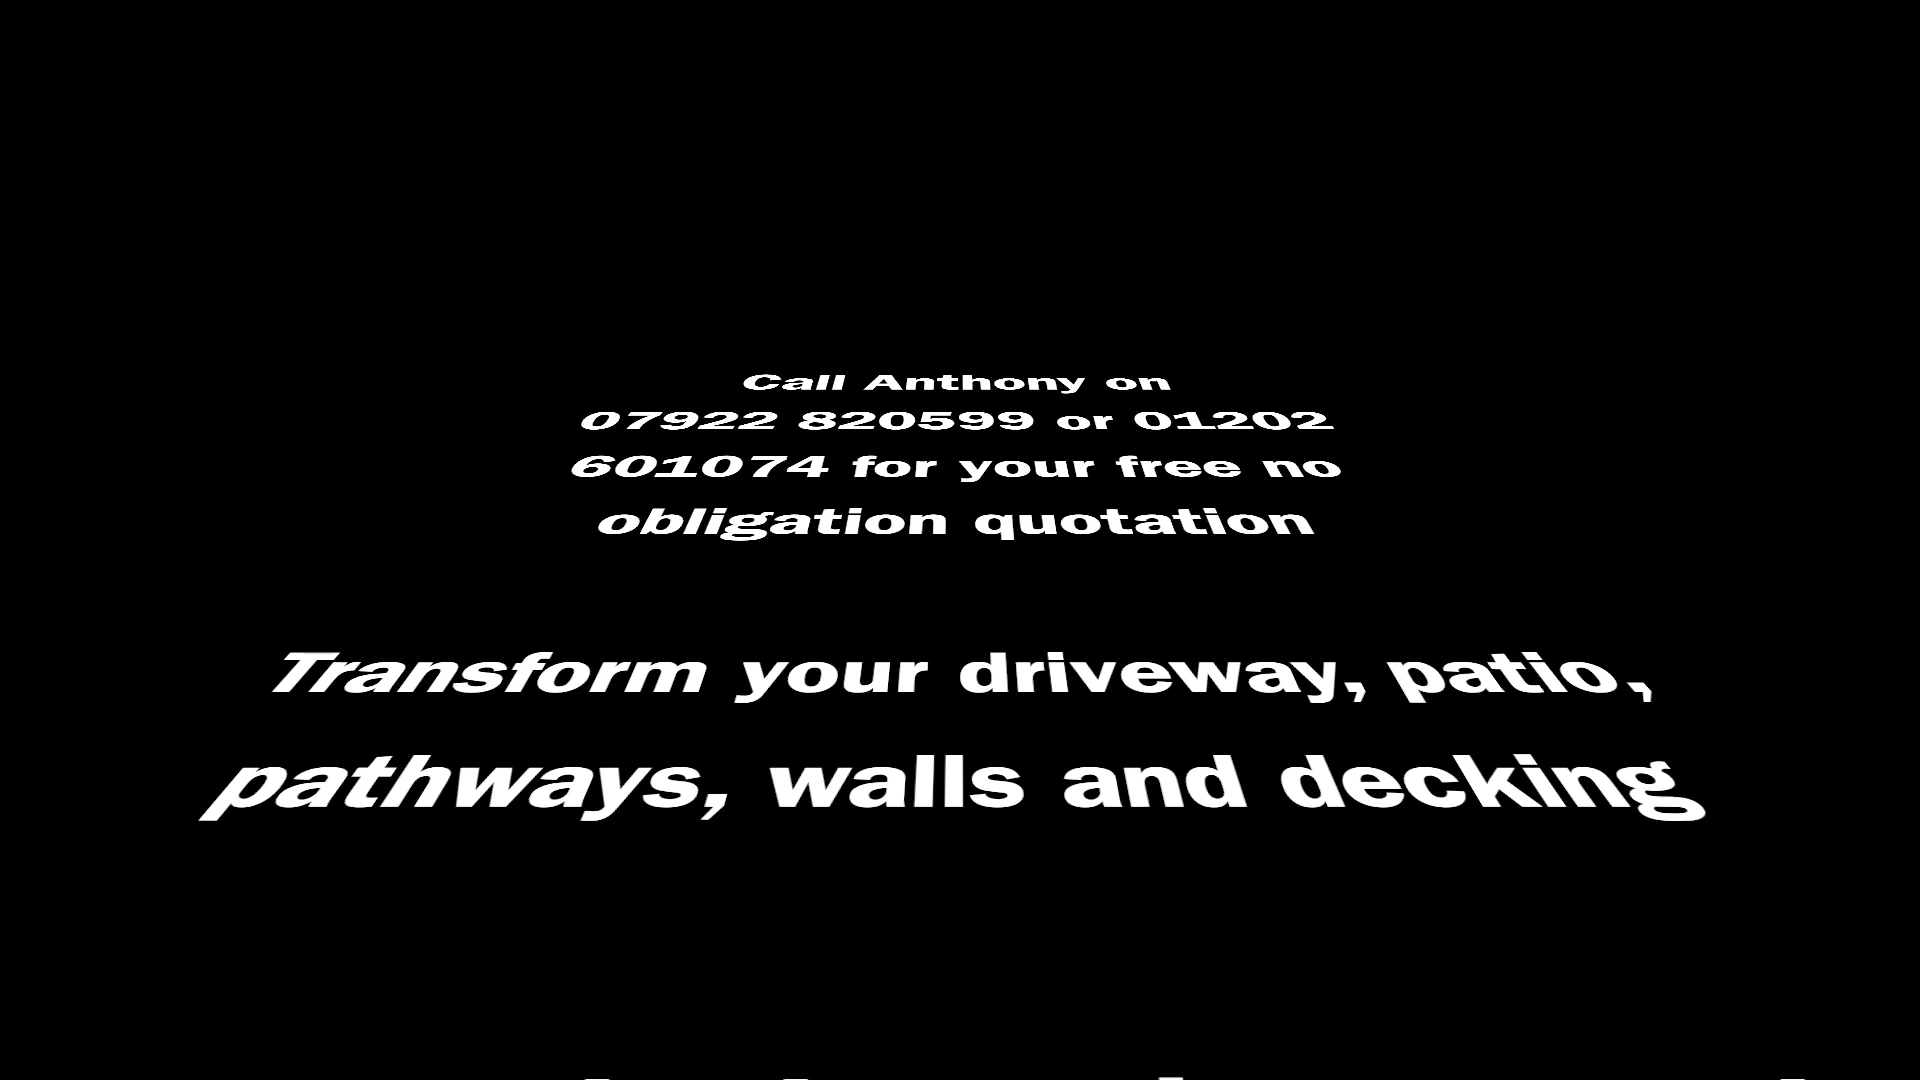 Call Anthony on
07922 820599 or 01202
601074 for your free no
obligation quotation
Transform your driveway, patio,
pathways, walls and decking